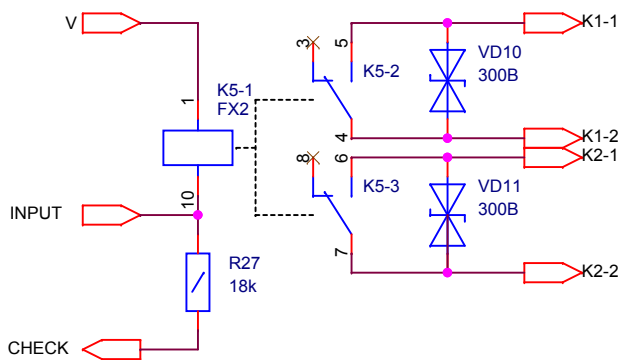 V
1
K5-1
FX2
10
INPUT
R27
18k
CHECK
3
5
K5-2
4
VD10
300B
K1-1
K1-2
K2-1
8
6
K5-3
7
VD11
300B
K2-2